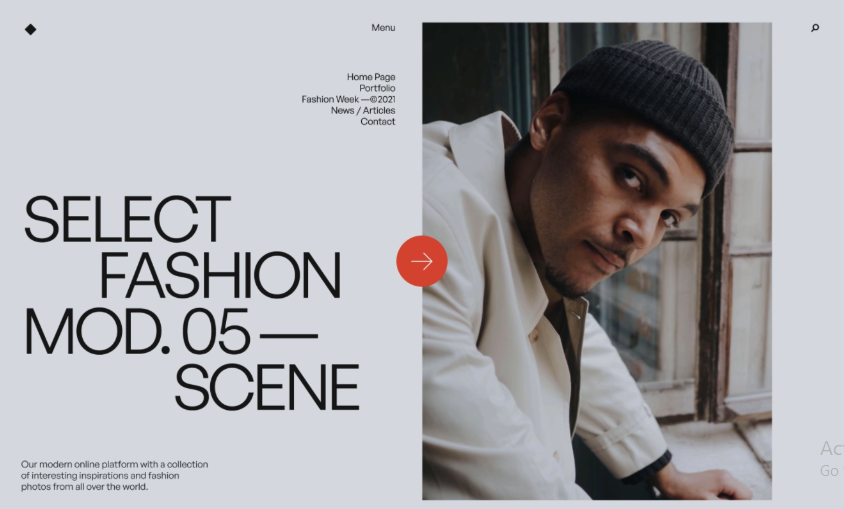 Menu
Home Page
Portfolio
Fashion Week —©2021
News / Articles
Contact
SELECT
FASHION
MOD. 05 —
SCENE
Our modern online platform with a collection
of interesting inspirations and fashion
photos from all over the world.
Go